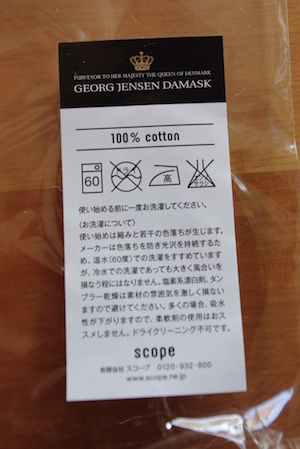 PURVEYOR TO HER MAJESTY THE QUEEN OF DENMARK
GEORG JENSEN DAMASK
100% cotton
60
ドライ
高
サラシ
使い始める前に一度お洗濯してください。
(お洗濯について)
使い始めは縮みと若干の色落ちが生じます。
メーカーは色落ちを防ぎ光沢を持続するた
め、温水(60度)での洗濯をすすめています
が、冷水での洗濯であっても大きく風合いを
損なう程にはなりません。塩素系漂白剤、タン
ブラー乾燥は素材の雰囲気を激しく損ない
ますので避けてください。多くの場合、吸水
性が下がりますので、柔軟剤の使用はおス
スメしません。ドライクリーニング不可です。
scope
有限会社 スコープ 0120-932-800
www.scope.ne.jp